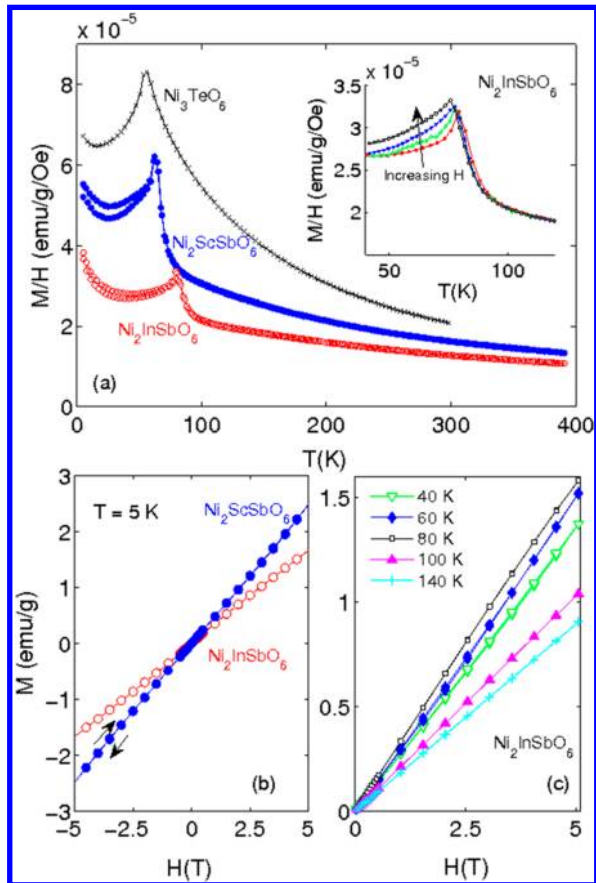 x 10⁻⁵
M/H (emu/g/Oe)
8
6
4
2
0
0
100
200
300
400
T(K)
Ni₃TeO₆
Ni₂ScSbO₆
Ni₂InSbO₆
(a)
x 10⁻⁵
Ni₂InSbO₆
M/H (emu/g/Oe)
3.5
3
2.5
2
1.5
Increasing H
50
100
T(K)
M (emu/g)
3
2
1
0
-1
-2
-3
T = 5 K
Ni₂ScSbO₆
Ni₂InSbO₆
(b)
-5
-2.5
0
2.5
5
H(T)
1.5
1
0.5
0
40 K
60 K
80 K
100 K
140 K
Ni₂InSbO₆
(c)
0
2.5
5
H(T)